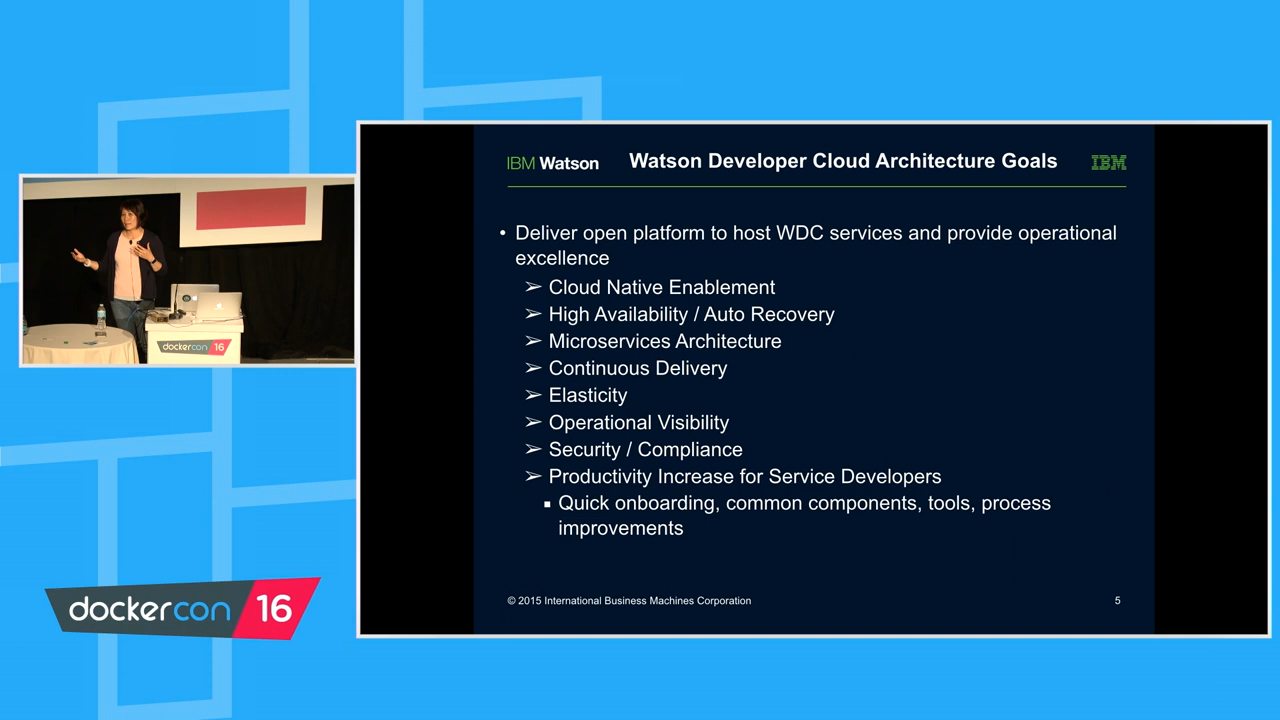 IBM Watson
Watson Developer Cloud Architecture Goals
IBM
• Deliver open platform to host WDC services and provide operational
excellence
➢ Cloud Native Enablement
➢ High Availability / Auto Recovery
➢ Microservices Architecture
➢ Continuous Delivery
➢ Elasticity
➢ Operational Visibility
➢ Security / Compliance
➢ Productivity Increase for Service Developers
▪ Quick onboarding, common components, tools, process
improvements
© 2015 International Business Machines Corporation
5
dockercon 16
dockercon 16